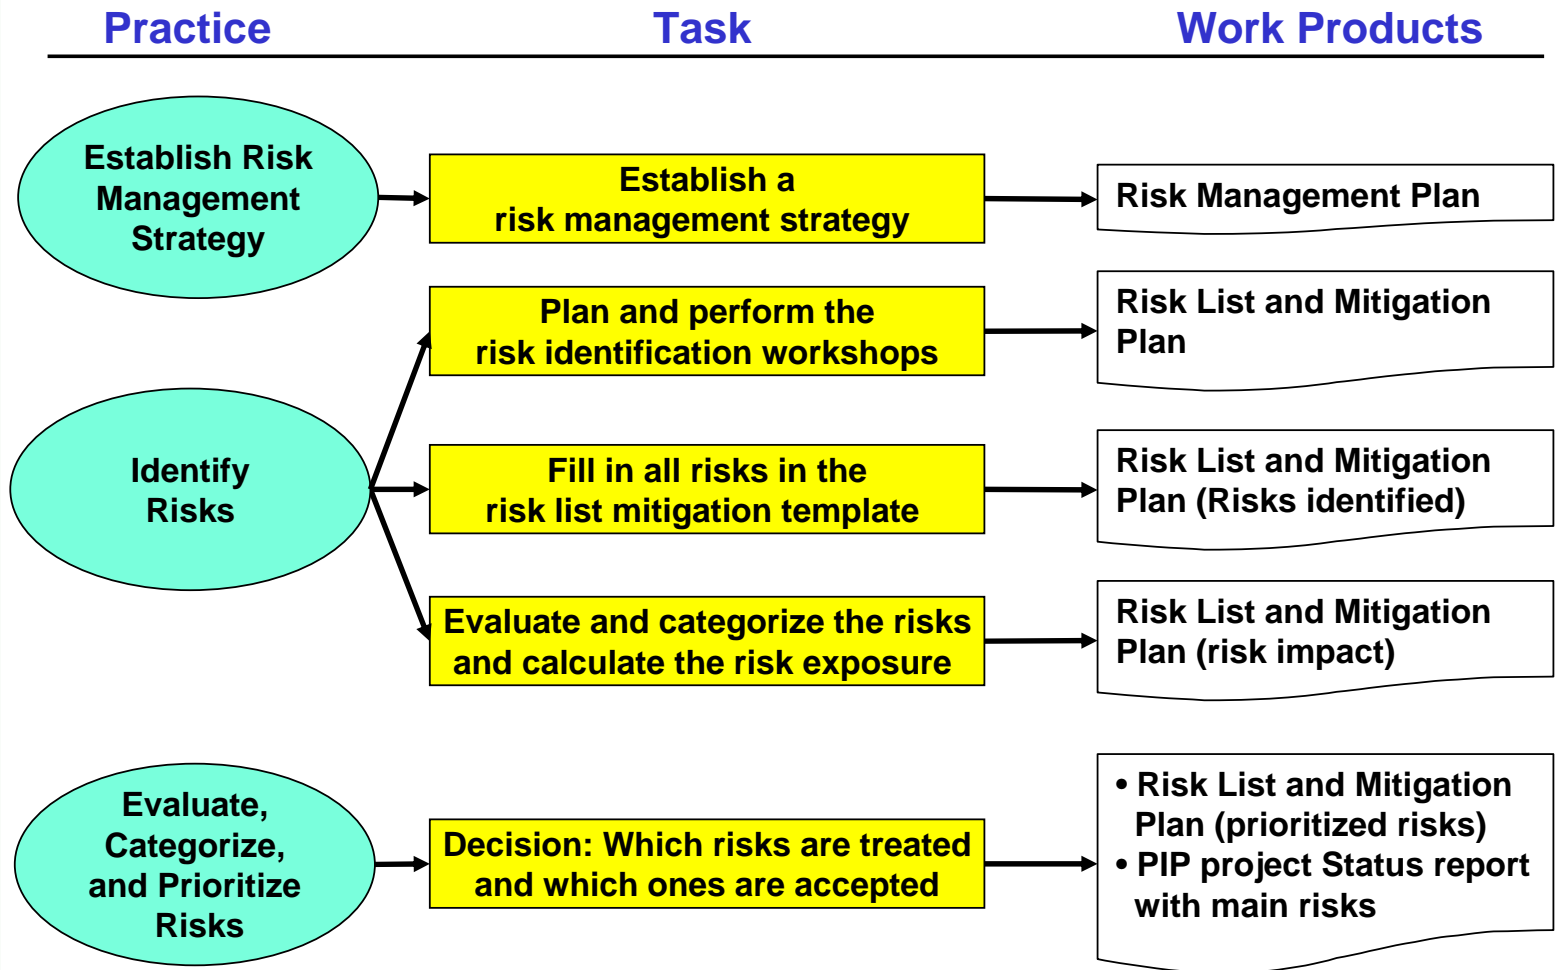 Practice Task Work Products
Establish Risk
Management
Strategy
Establish a
risk management strategy
Risk Management Plan
Plan and perform the
risk identification workshops
Risk List and Mitigation
Plan
Identify
Risks
Fill in all risks in the
risk list mitigation template
Risk List and Mitigation
Plan (Risks identified)
Evaluate and categorize the risks
and calculate the risk exposure
Risk List and Mitigation
Plan (risk impact)
Evaluate,
Categorize,
and Prioritize
Risks
Decision: Which risks are treated
and which ones are accepted
• Risk List and Mitigation
Plan (prioritized risks)
• PIP project Status report
with main risks